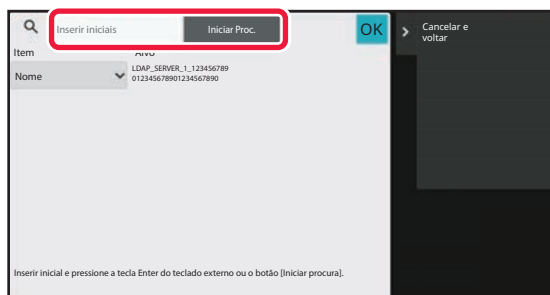 Inserir iniciais
Iniciar Proc.
OK
Cancelar e
voltar
Item
Alvo
Nome
LDAP_SERVER_1_123456789
012345678901234567890
Inserir inicial e pressione a tecla Enter do teclado externo ou o botão [Iniciar procura].